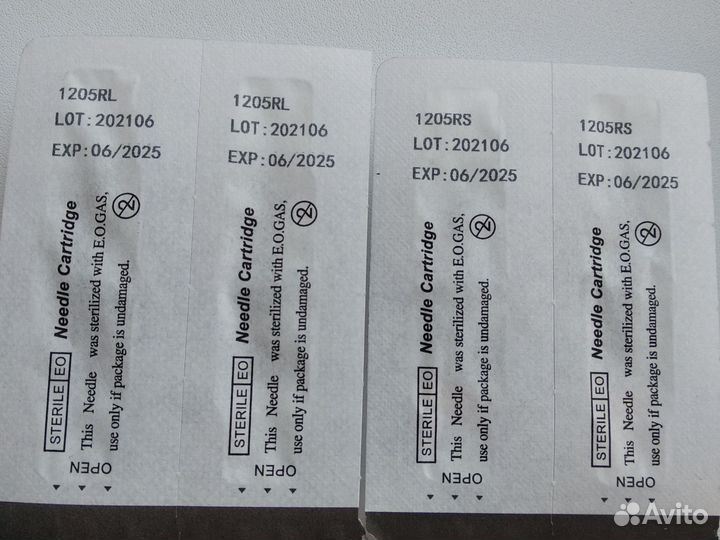 1205RL
LOT:202106
EXP:06/2025
STERILE EO Needle Cartridge
This Needle was sterilized with E.O.GAS,
use only if package is undamaged.
2
OPEN
1205RL
LOT:202106
EXP:06/2025
STERILE EO Needle Cartridge
This Needle was sterilized with E.O.GAS,
use only if package is undamaged.
2
OPEN
1205RS
LOT:202106
EXP:06/2025
STERILE EO Needle Cartridge
This Needle was sterilized with E.O.GAS,
use only if package is undamaged.
2
OPEN
1205RS
LOT:202106
EXP:06/2025
STERILE EO Needle Cartridge
This Needle was sterilized with E.O.GAS,
use only if package is undamaged.
2
OPEN
Avito